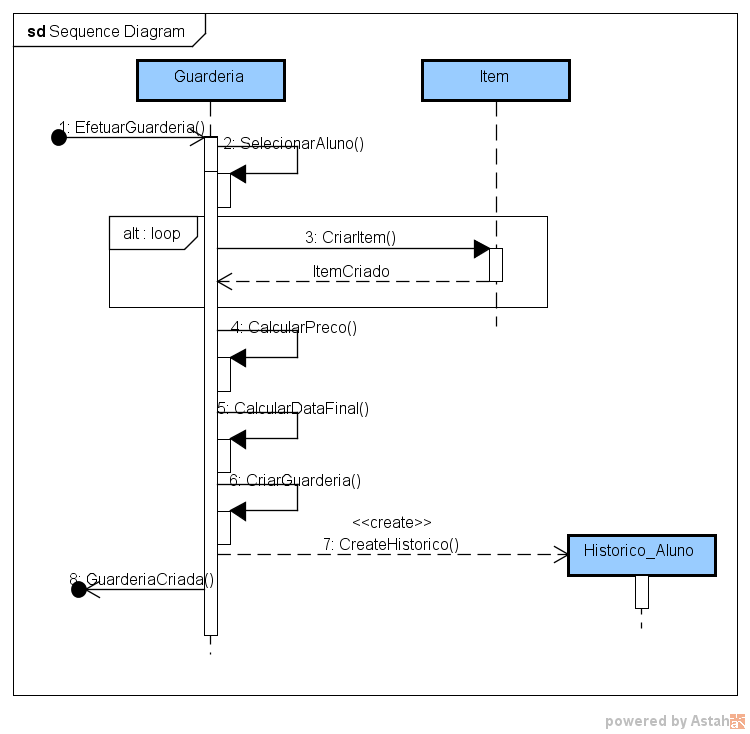 sd Sequence Diagram
Guarderia
Item
1: EfetuarGuarderia()
2: SelecionarAluno()
alt : loop
3: CriarItem()
ItemCriado
4: CalcularPreco()
5: CalcularDataFinal()
6: CriarGuarderia()
<<create>>
7: CreateHistorico()
Historico_Aluno
8: GuarderiaCriada()
powered by Astah